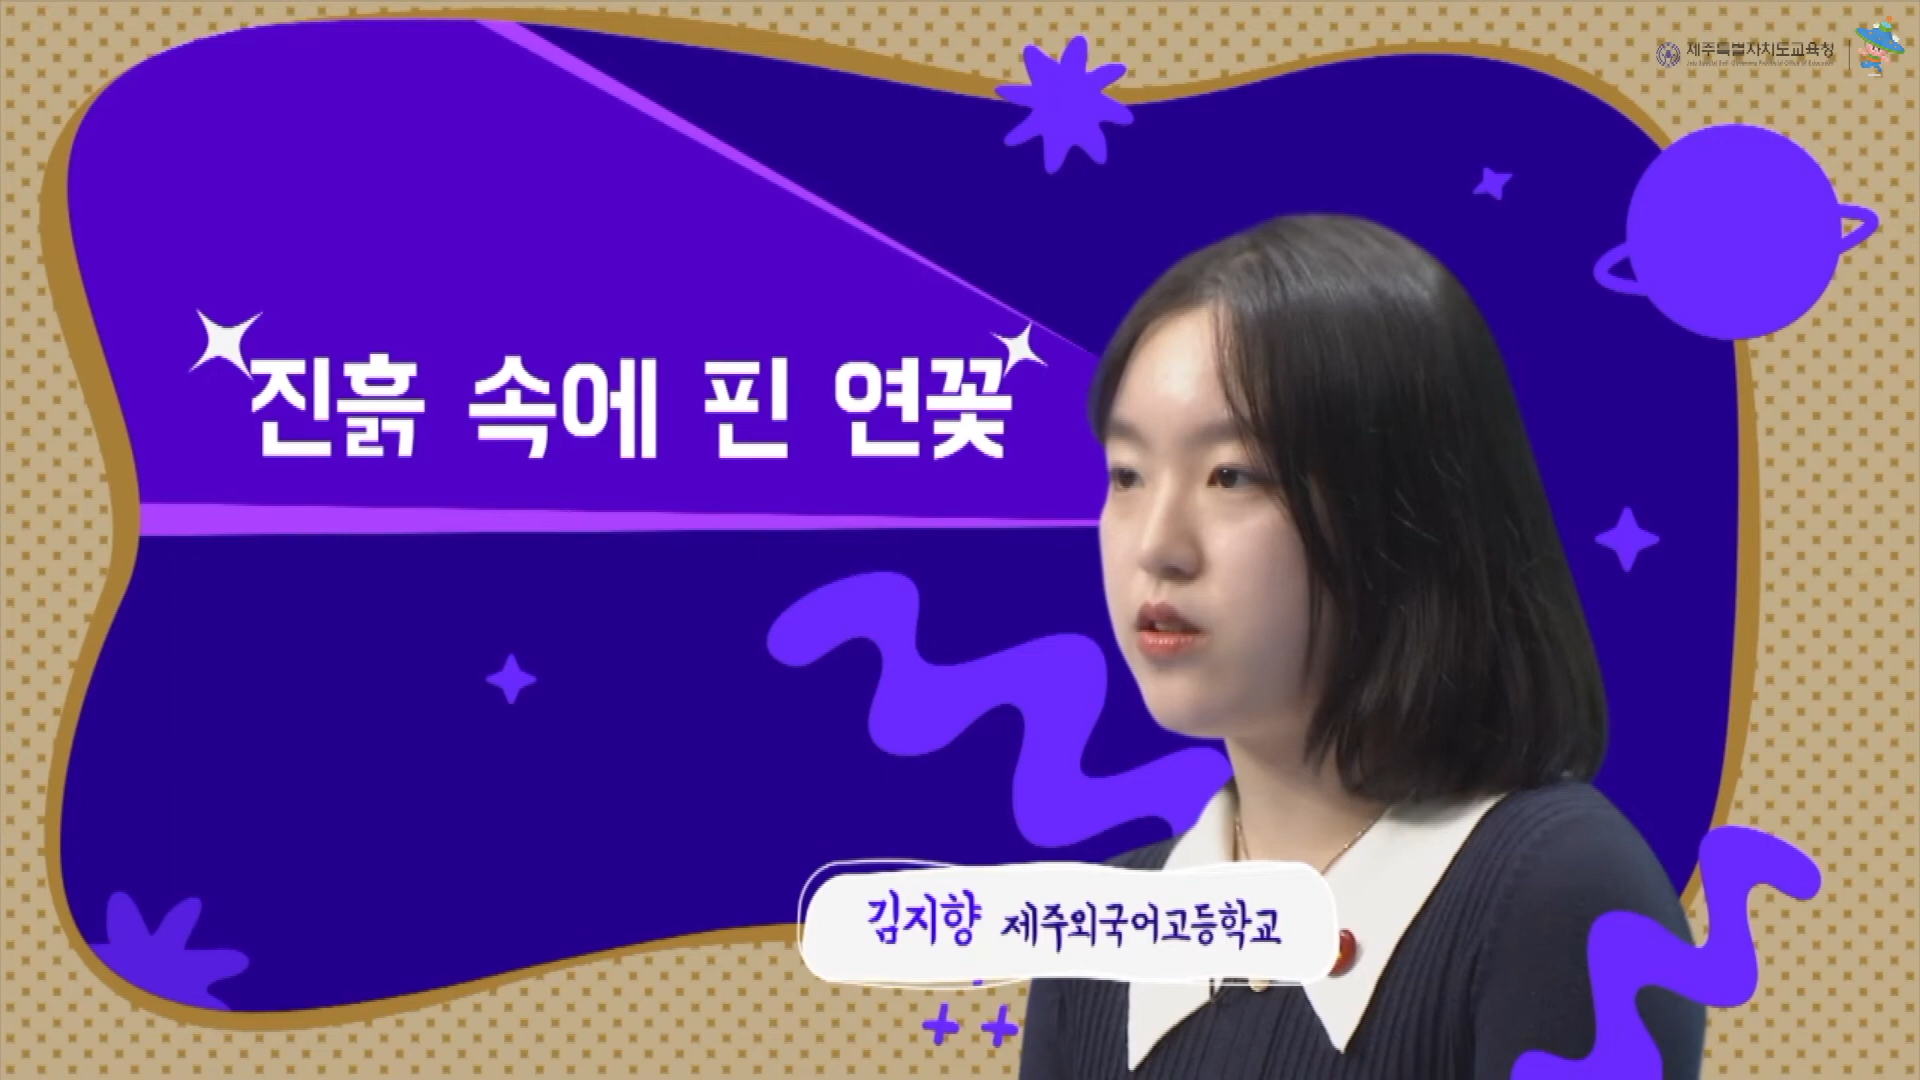 제주특별자치도교육청
진흙 속에 핀 연꽃
김지향 제주외국어고등학교